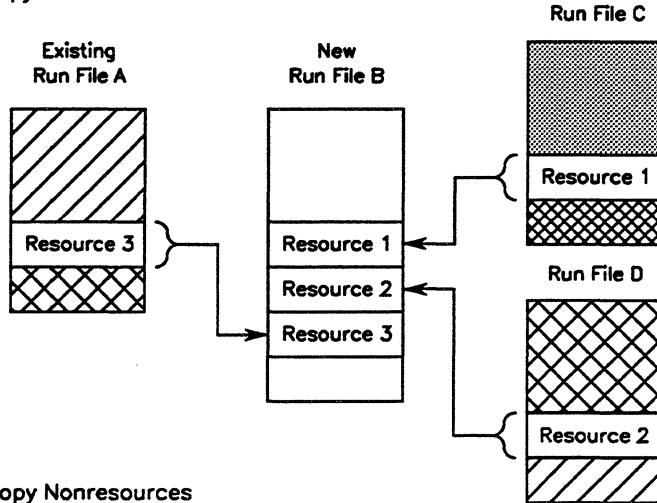 Run File C
Existing
Run File A
New
Run File B
Resource 1
Resource 3
Resource 1
Run File D
Resource 2
Resource 3
Resource 2
opy Nonresources